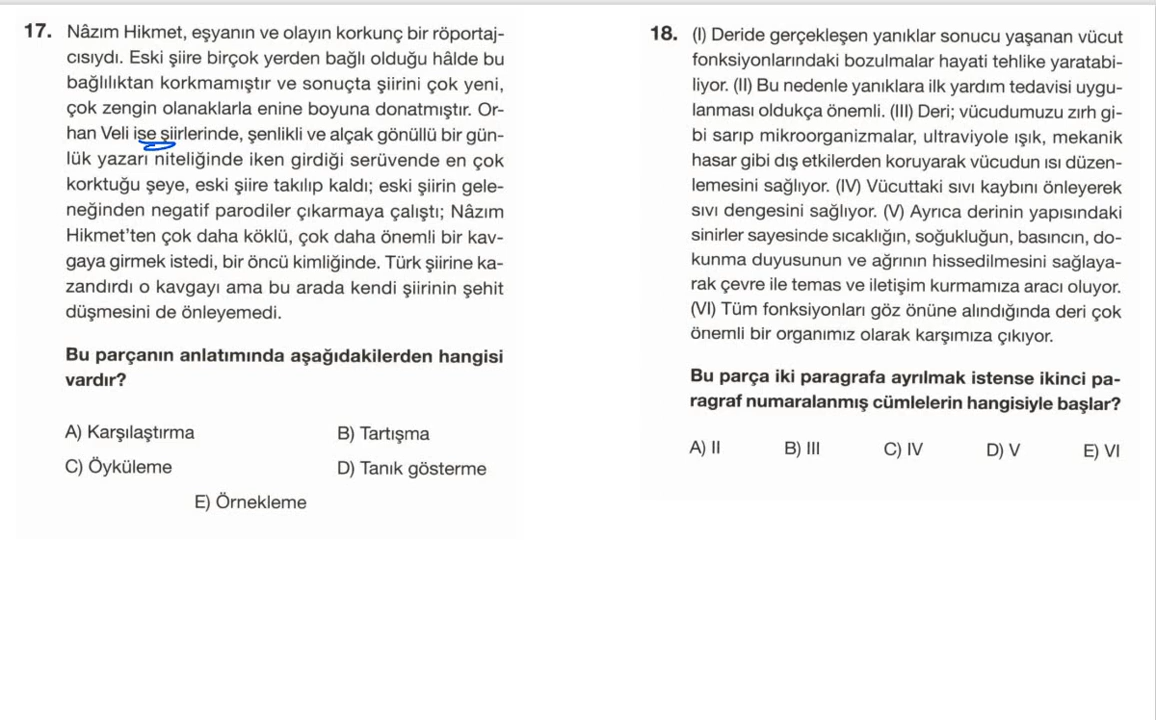 17. Nâzım Hikmet, eşyanın ve olayın korkunç bir röportaj-
cısıydı. Eski şiire birçok yerden bağlı olduğu hâlde bu
bağlılıktan korkmamıştır ve sonuçta şiirini çok yeni,
çok zengin olanaklarla enine boyuna donatmıştır. Or-
han Veli ise şiirlerinde, şenlikli ve alçak gönüllü bir gün-
lük yazarı niteliğinde iken girdiği serüvende en çok
korktuğu şeye, eski şiire takılıp kaldı; eski şiirin gele-
neğinden negatif parodiler çıkarmaya çalıştı; Nâzım
Hikmet'ten çok daha köklü, çok daha önemli bir kav-
gaya girmek istedi, bir öncü kimliğinde. Türk şiirine ka-
zandırdı o kavgayı ama bu arada kendi şiirinin şehit
düşmesini de önleyemedi.
Bu parçanın anlatımında aşağıdakilerden hangisi
vardır?
A) Karşılaştırma B) Tartışma
C) Öyküleme D) Tanık gösterme
E) Örnekleme
18. (I) Deride gerçekleşen yanıklar sonucu yaşanan vücut
fonksiyonlarındaki bozulmalar hayati tehlike yaratabi-
liyor. (II) Bu nedenle yanıklara ilk yardım tedavisi uygu-
lanması oldukça önemli. (III) Deri; vücudumuzu zırh gi-
bi sarıp mikroorganizmalar, ultraviyole ışık, mekanik
hasar gibi dış etkilerden koruyarak vücudun ısı düzen-
lemesini sağlıyor. (IV) Vücuttaki sıvı kaybını önleyerek
sıvı dengesini sağlıyor. (V) Ayrıca derinin yapısındaki
sinirler sayesinde sıcaklığın, soğukluğun, basıncın, do-
kunma duyusunun ve ağrının hissedilmesini sağlaya-
rak çevre ile temas ve iletişim kurmamıza aracı oluyor.
(VI) Tüm fonksiyonları göz önüne alındığında deri çok
önemli bir organımız olarak karşımıza çıkıyor.
Bu parça iki paragrafa ayrılmak istense ikinci pa-
ragraf numaralanmış cümlelerin hangisiyle başlar?
A) II B) III C) IV D) V E) VI